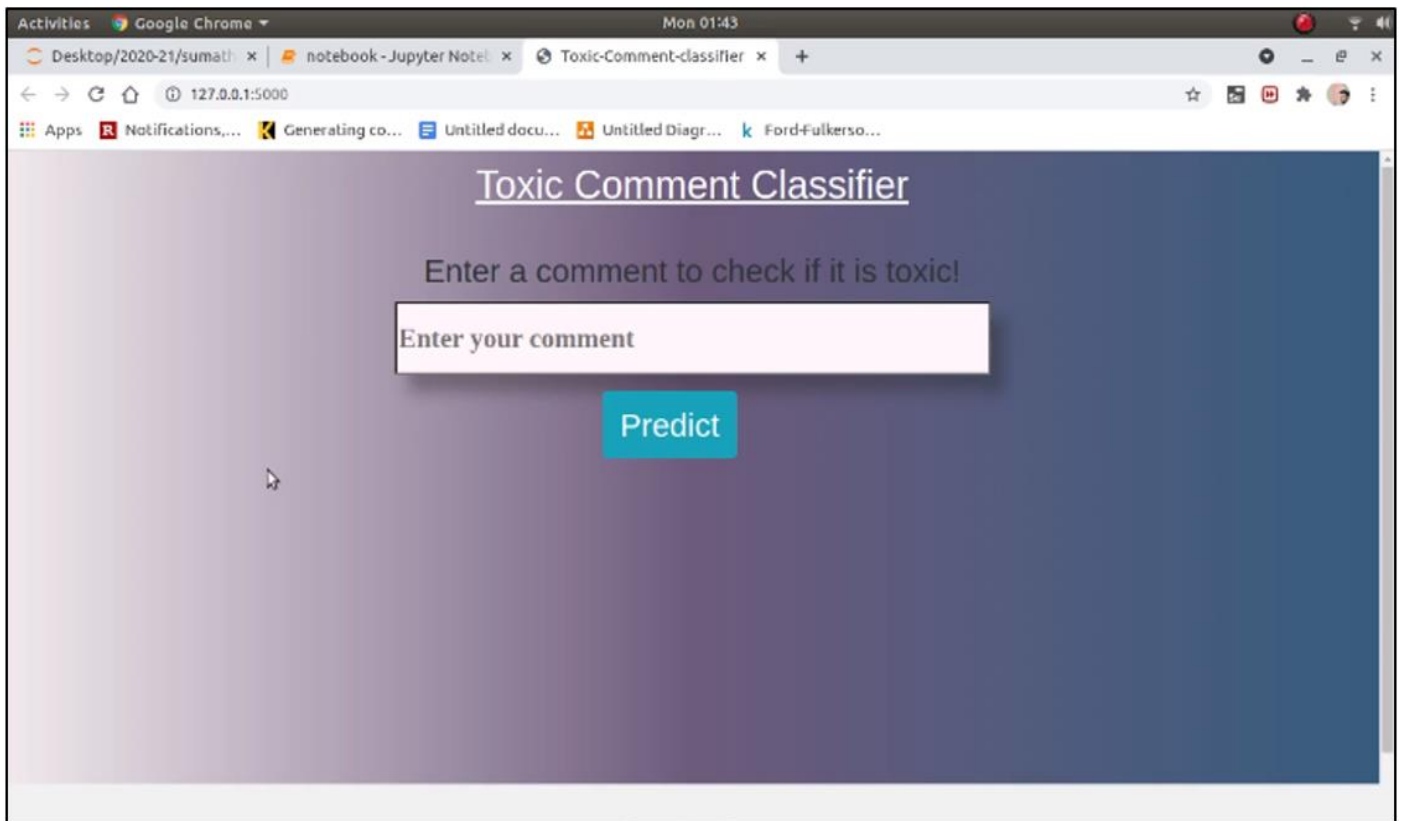 Activities Google Chrome Mon 01:43
Desktop/2020-21/sumath notebook - Jupyter Noteb Toxic-Comment-classifier
127.0.0.1:5000
Apps Notifications,... Generating co... Untitled docu... Untitled Diagr... Ford-Fulkerso...
Toxic Comment Classifier
Enter a comment to check if it is toxic!
Enter your comment
Predict